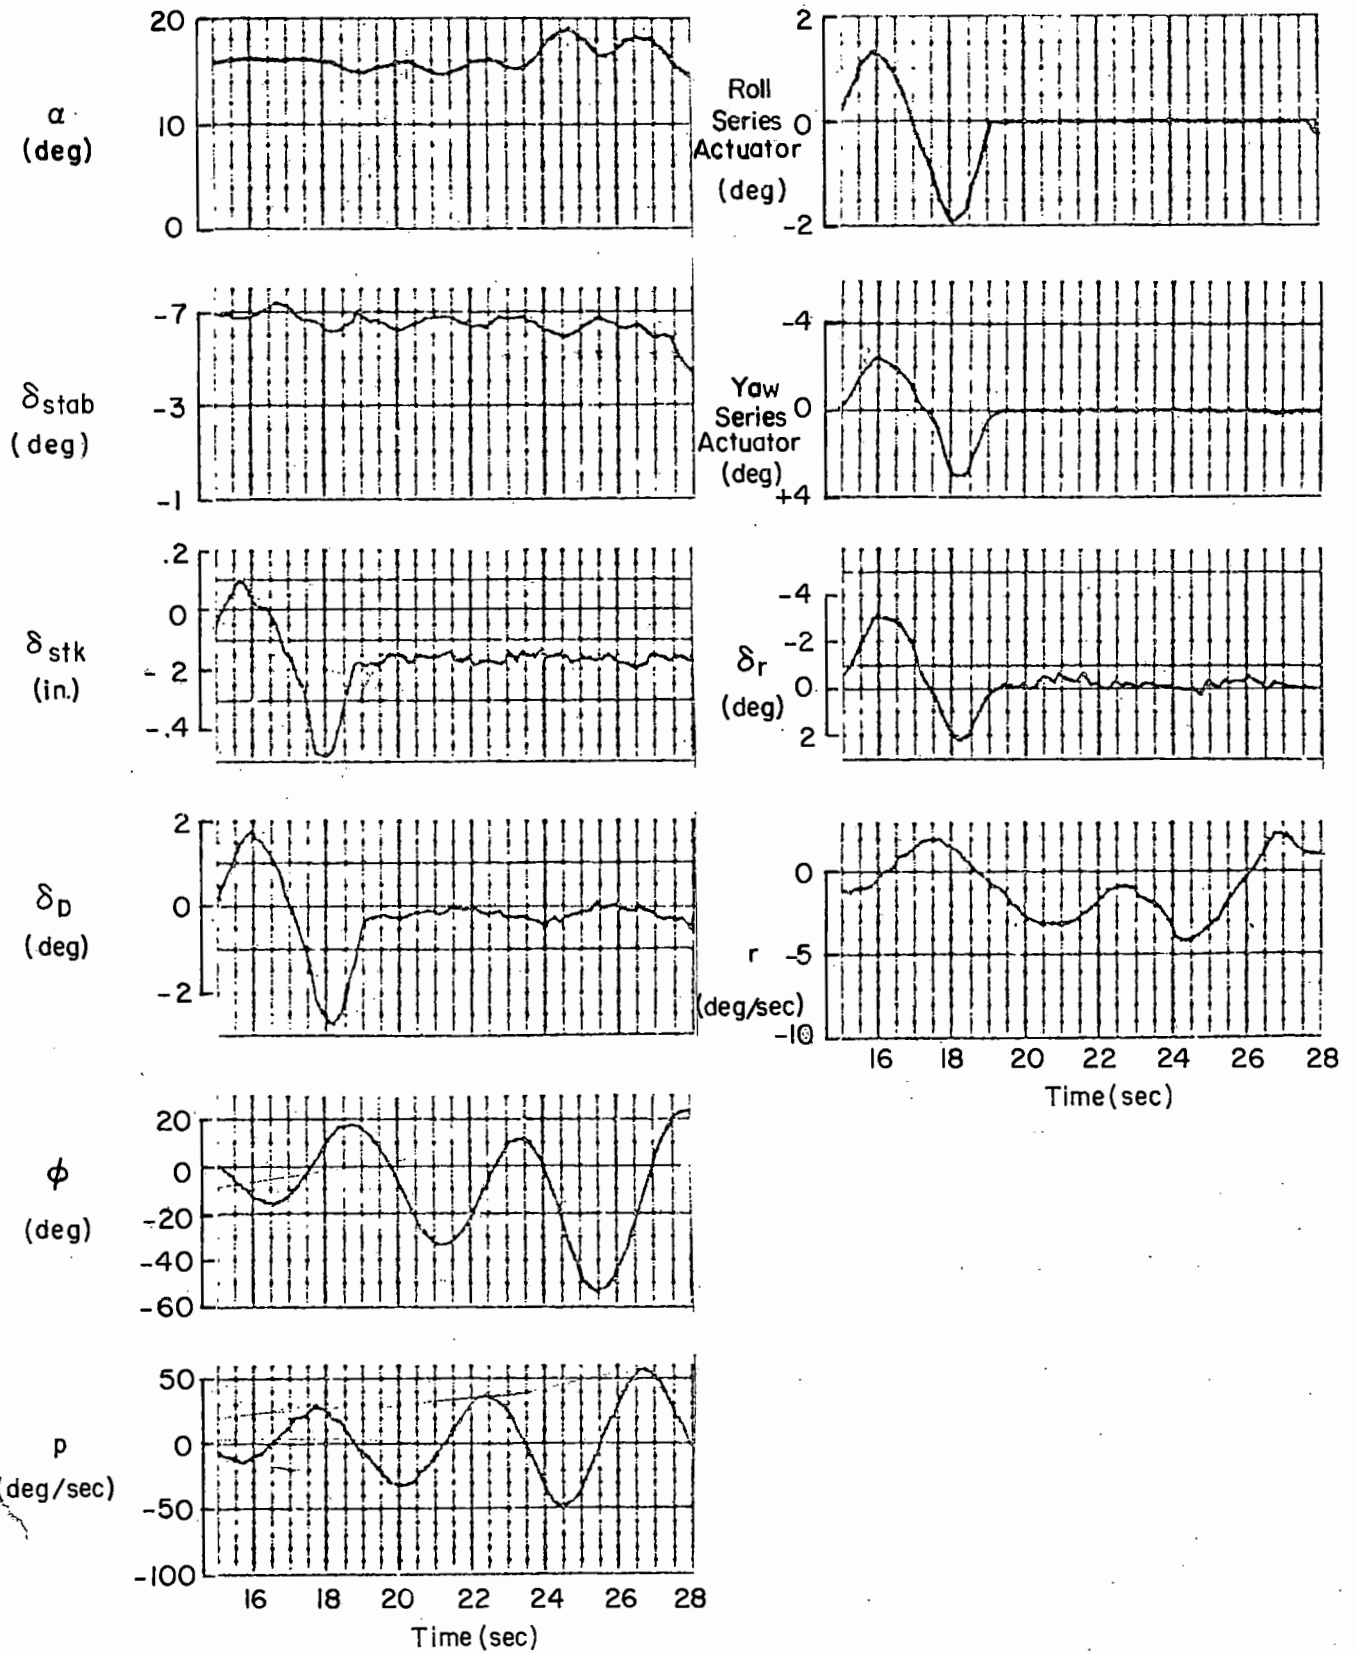 α
(deg)
20
10
0
δstab
(deg)
-7
-3
-1
δstk
(in.)
.2
0
- 2
-.4
δD
(deg)
2
0
-2
φ
(deg)
20
0
-20
-40
-60
p
(deg/sec)
50
0
-50
-100
16 18 20 22 24 26 28
Time (sec)
Roll
Series
Actuator
(deg)
2
0
-2
Yaw
Series
Actuator
(deg)
-4
0
+4
δr
(deg)
-4
-2
0
2
r
(deg/sec)
0
-5
-10
16 18 20 22 24 26 28
Time (sec)